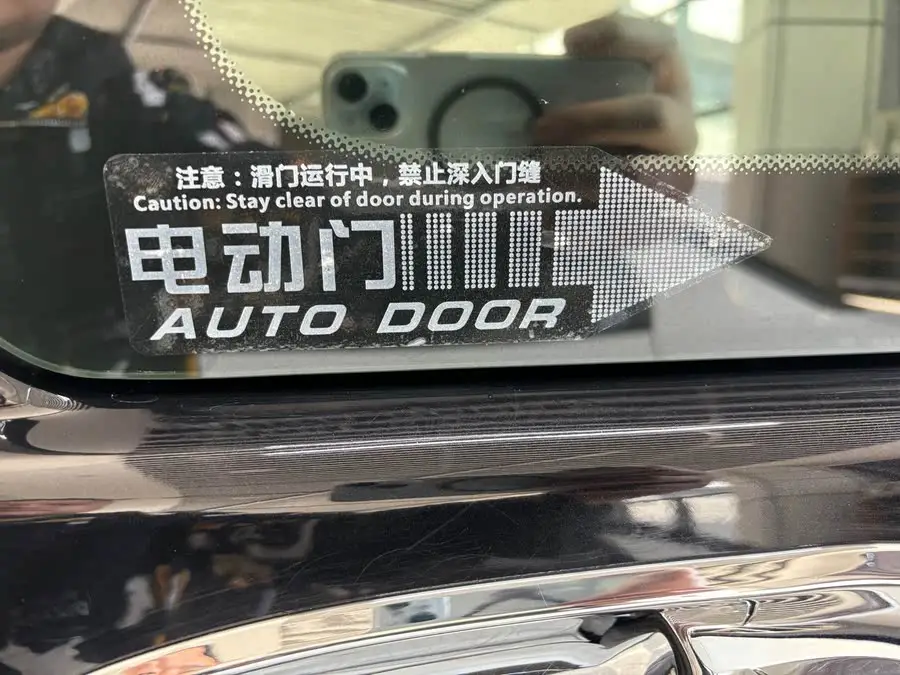 注意：滑门运行中，禁止深入门缝
Caution: Stay clear of door during operation.
电动门
AUTO DOOR